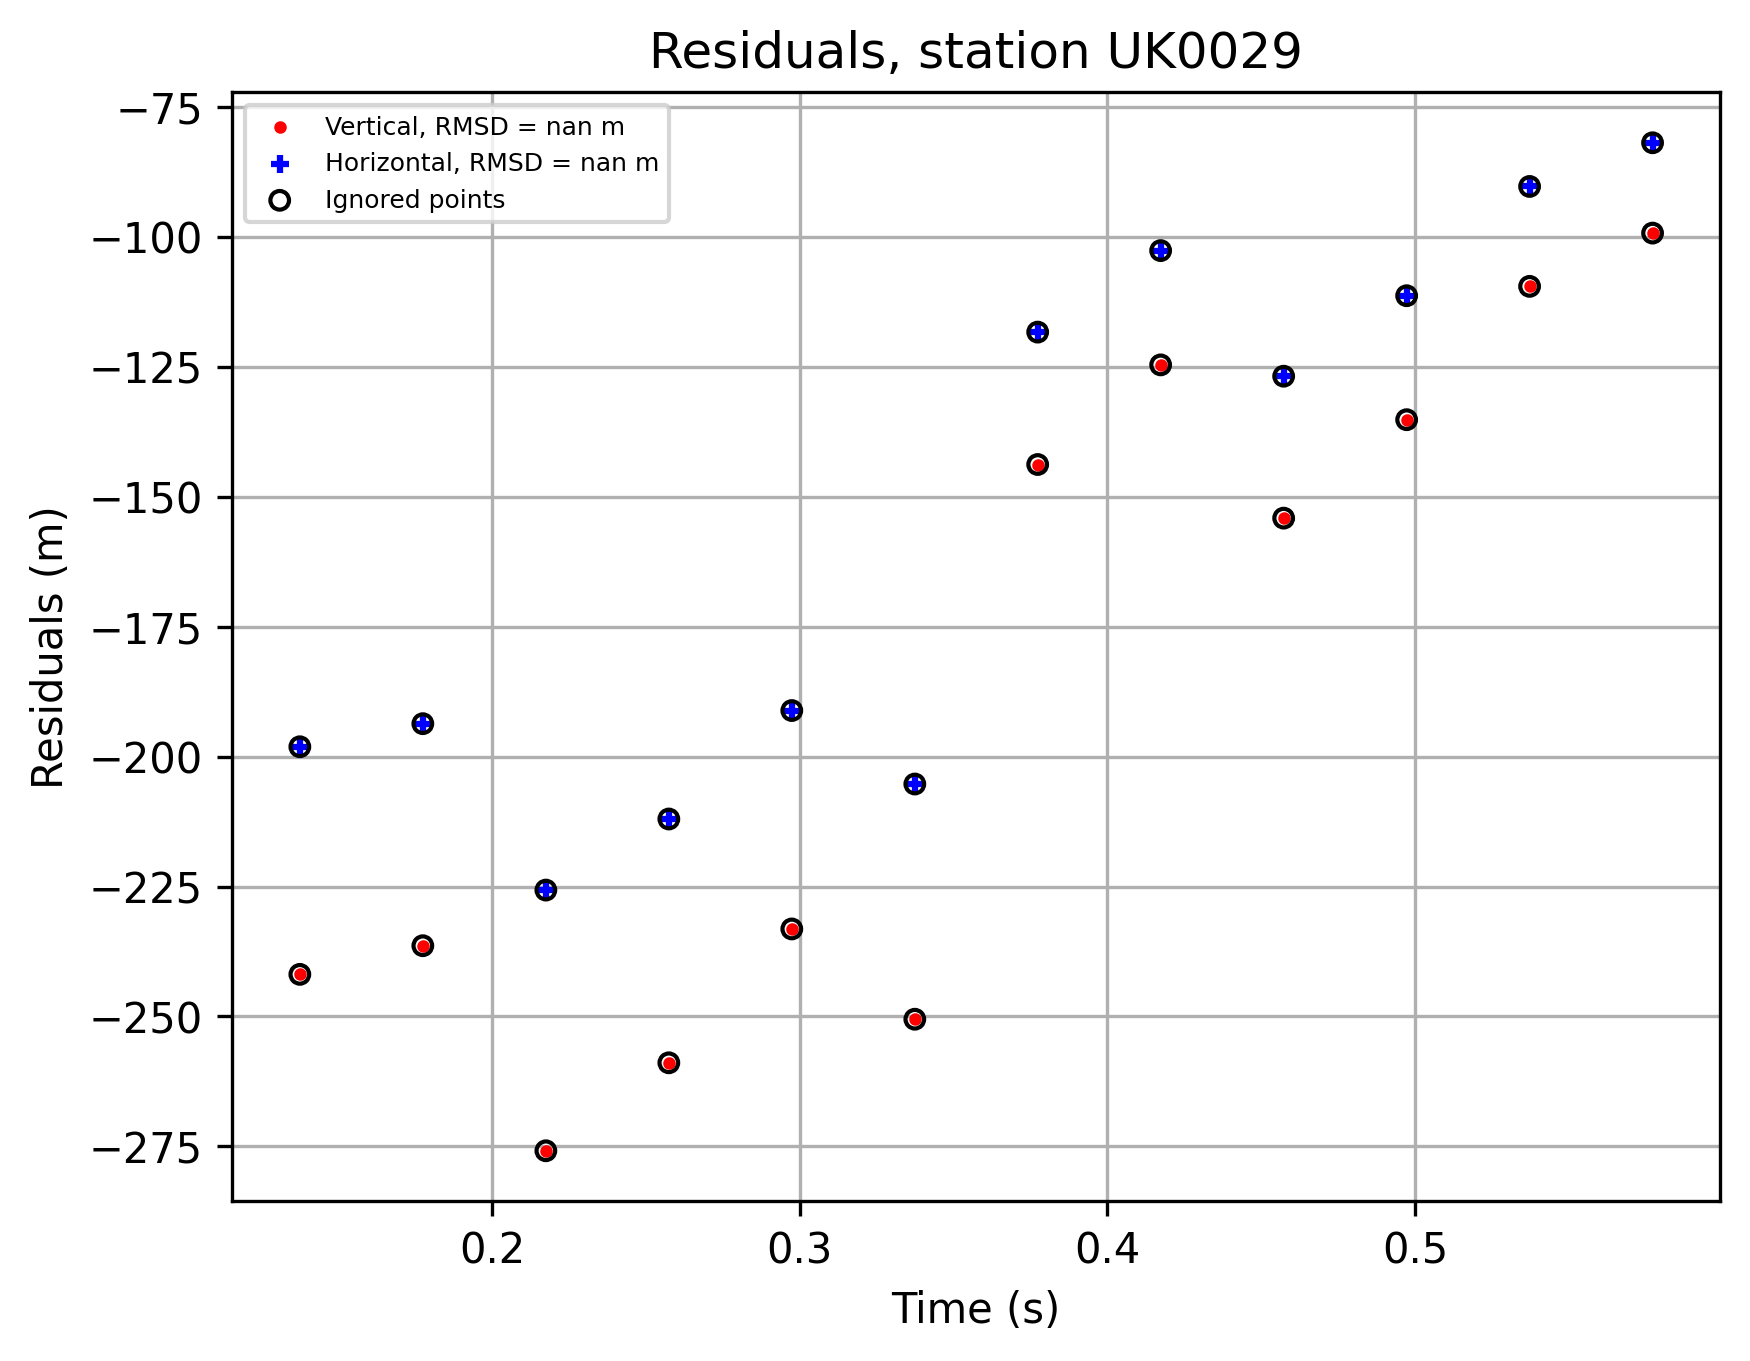 Residuals, station UK0029
Vertical, RMSD = nan m
Horizontal, RMSD = nan m
Ignored points
−75
−100
−125
−150
−175
−200
−225
−250
−275
Residuals (m)
0.2 0.3 0.4 0.5
Time (s)